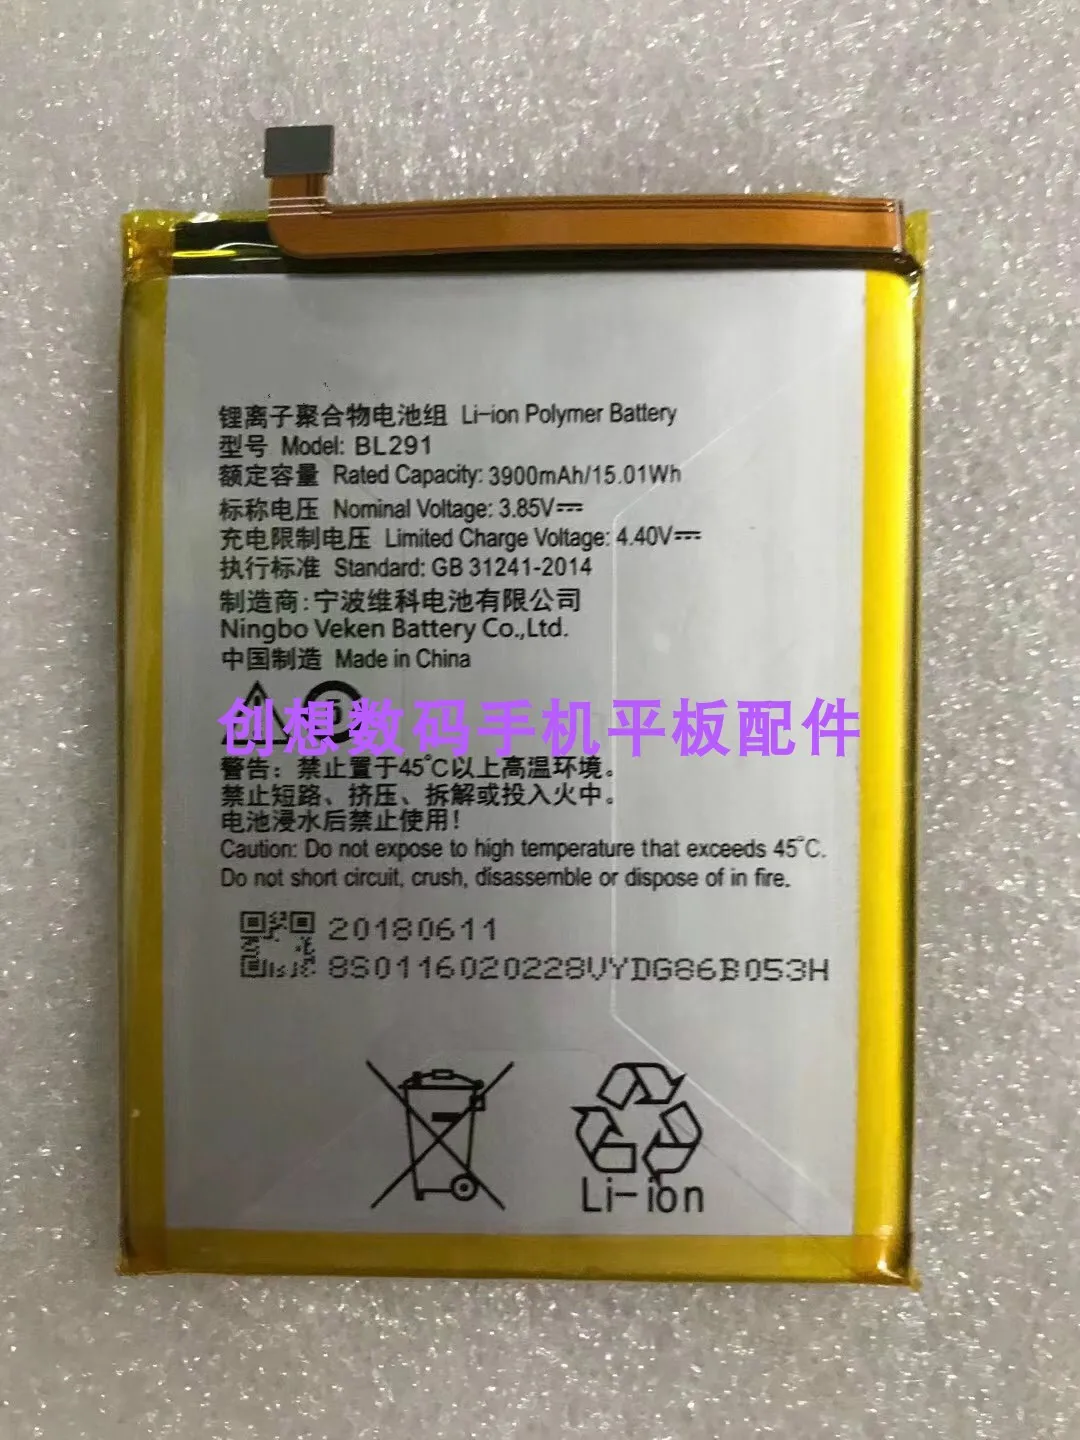 锂离子聚合物电池组 Li-ion Polymer Battery
型号 Model: BL291
额定容量 Rated Capacity: 3900mAh/15.01Wh
标称电压 Nominal Voltage: 3.85V⎓
充电限制电压 Limited Charge Voltage: 4.40V⎓
执行标准 Standard: GB 31241-2014
制造商:宁波维科电池有限公司
Ningbo Veken Battery Co.,Ltd.
中国制造 Made in China
创想数码手机平板配件
警告：禁止置于45℃以上高温环境。
禁止短路、挤压、拆解或投入火中。
电池浸水后禁止使用！
Caution: Do not expose to high temperature that exceeds 45℃.
Do not short circuit, crush, disassemble or dispose of in fire.
20180611
8S0116020228VYDG86B053H
Li-ion